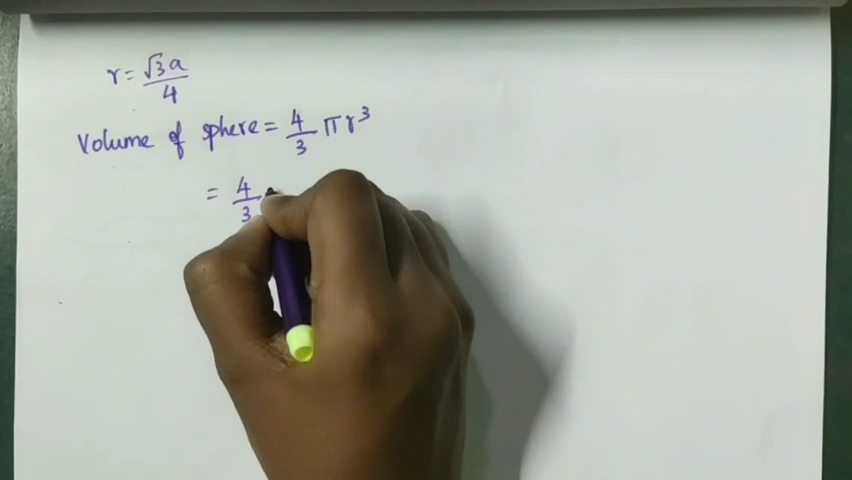 r = √3a/4
Volume of sphere = 4/3 πr³
= 4/3